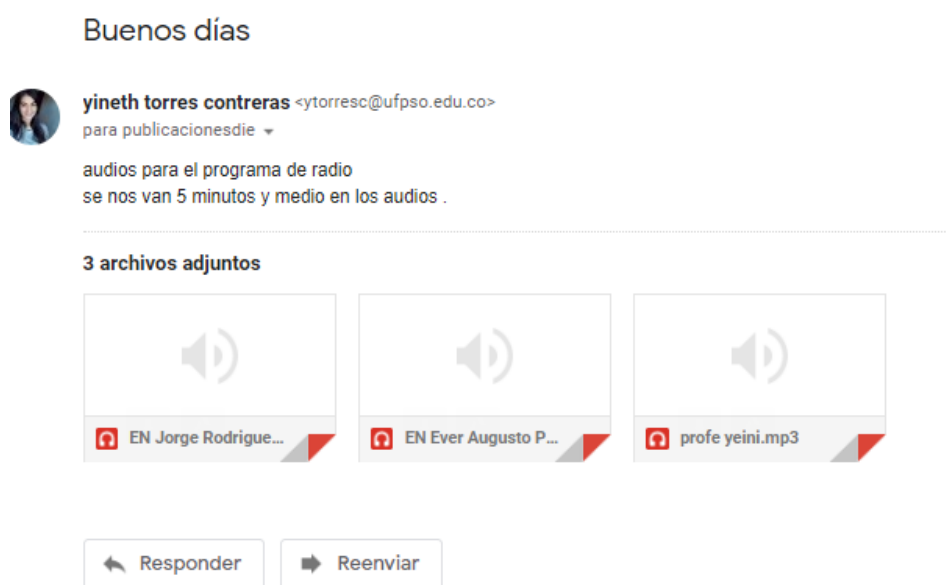 Buenos días
yineth torres contreras <ytorresc@ufpso.edu.co>
para publicacionesdie
audios para el programa de radio
se nos van 5 minutos y medio en los audios .
3 archivos adjuntos
EN Jorge Rodrigue...
EN Ever Augusto P...
profe yeini.mp3
Responder
Reenviar